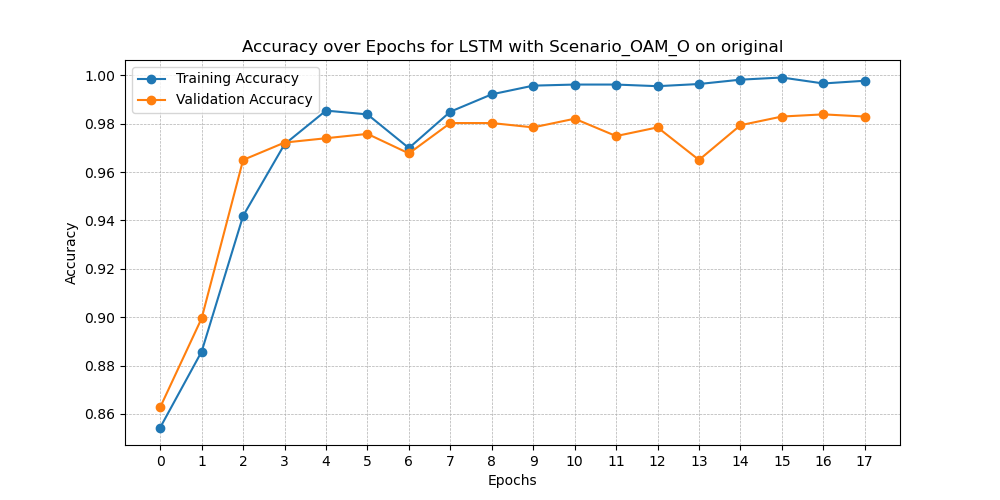 Accuracy over Epochs for LSTM with Scenario_OAM_O on original
Training Accuracy
Validation Accuracy
1.00
0.98
0.96
0.94
0.92
0.90
0.88
0.86
Accuracy
0 1 2 3 4 5 6 7 8 9 10 11 12 13 14 15 16 17
Epochs